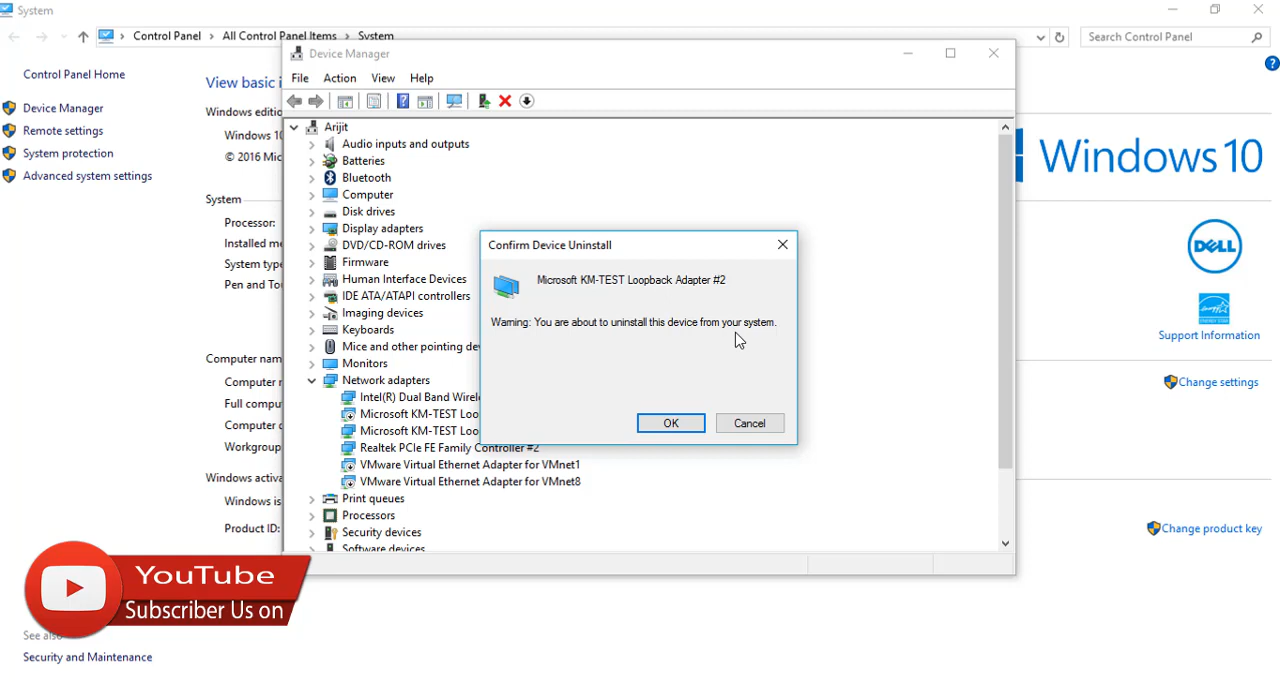 System
Control Panel
All Control Panel Items
System
Search Control Panel
Control Panel Home
Device Manager
Remote settings
System protection
Advanced system settings
View basic i
Windows editio
Windows 10
© 2016 Mic
System
Processor:
Installed me
System type
Pen and Tou
Computer nam
Computer n
Full compu
Computer d
Workgroup
Windows activa
Windows is
Product ID:
Device Manager
File Action View Help
Arijit
Audio inputs and outputs
Batteries
Bluetooth
Computer
Disk drives
Display adapters
DVD/CD-ROM drives
Firmware
Human Interface Devices
IDE ATA/ATAPI controllers
Imaging devices
Keyboards
Mice and other pointing dev
Monitors
Network adapters
Intel(R) Dual Band Wirele
Microsoft KM-TEST Loo
Microsoft KM-TEST Loo
Realtek PCIe FE Family Controller #2
VMware Virtual Ethernet Adapter for VMnet1
VMware Virtual Ethernet Adapter for VMnet8
Print queues
Processors
Security devices
Software devices
Confirm Device Uninstall
Microsoft KM-TEST Loopback Adapter #2
Warning: You are about to uninstall this device from your system.
OK
Cancel
Windows 10
DELL
ENERGY STAR
Support Information
Change settings
Change product key
YouTube
Subscriber Us on
See also
Security and Maintenance